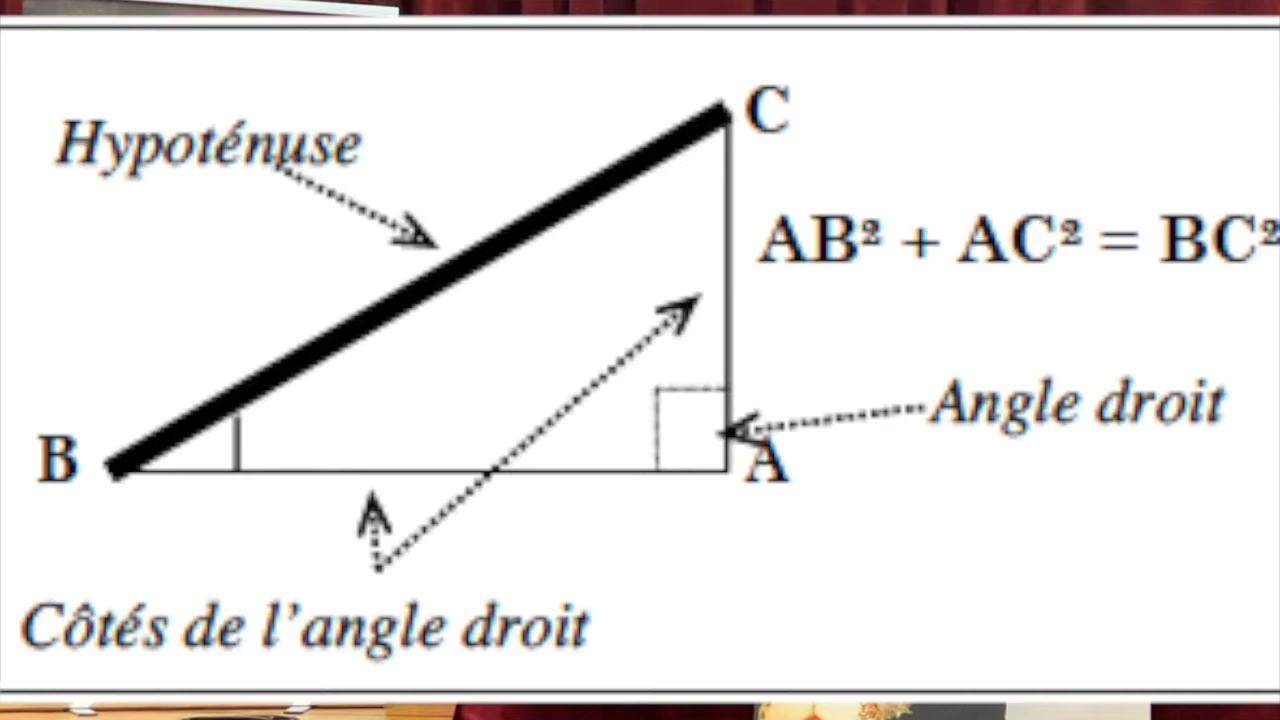 C
Hypoténuse
AB² + AC² = BC²
Angle droit
B
A
Côtés de l’angle droit